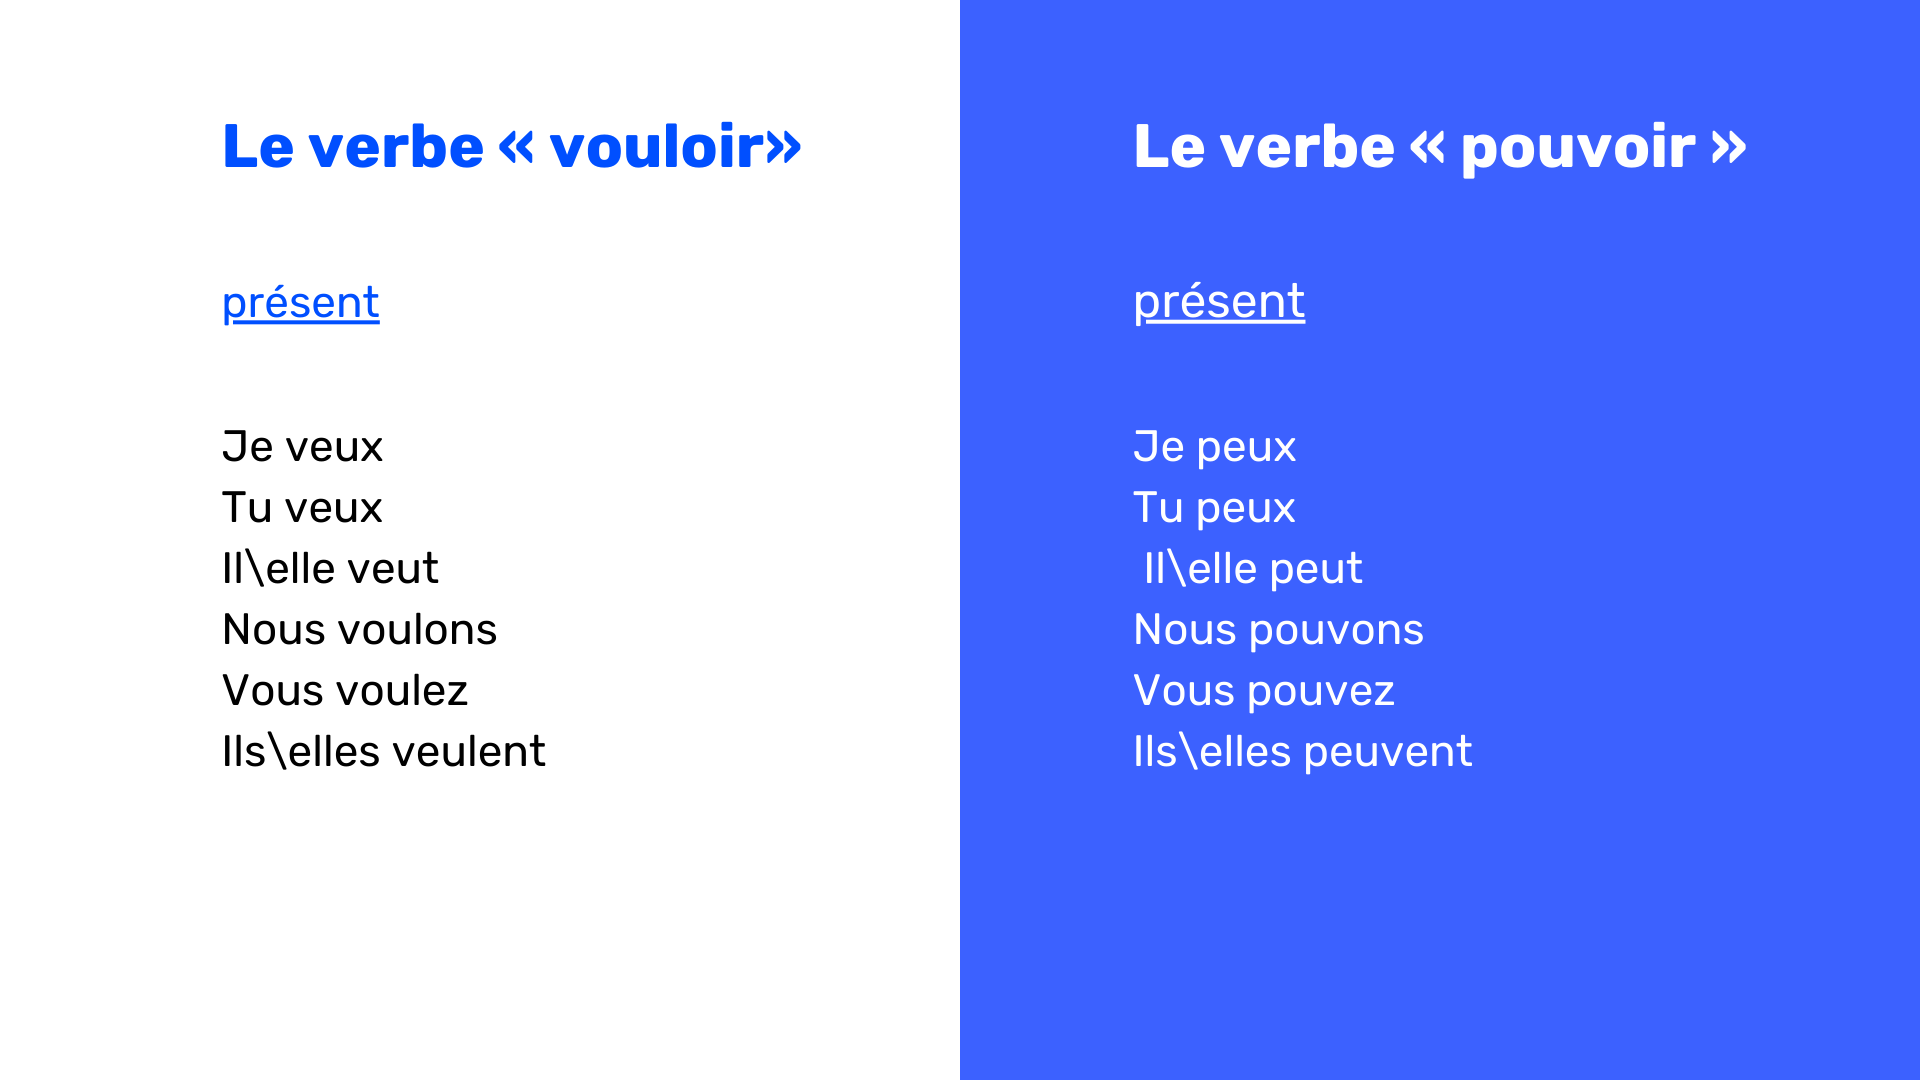 Le verbe « vouloir»
présent
Je veux
Tu veux
Il\elle veut
Nous voulons
Vous voulez
Ils\elles veulent
Le verbe « pouvoir »
présent
Je peux
Tu peux
Il\elle peut
Nous pouvons
Vous pouvez
Ils\elles peuvent